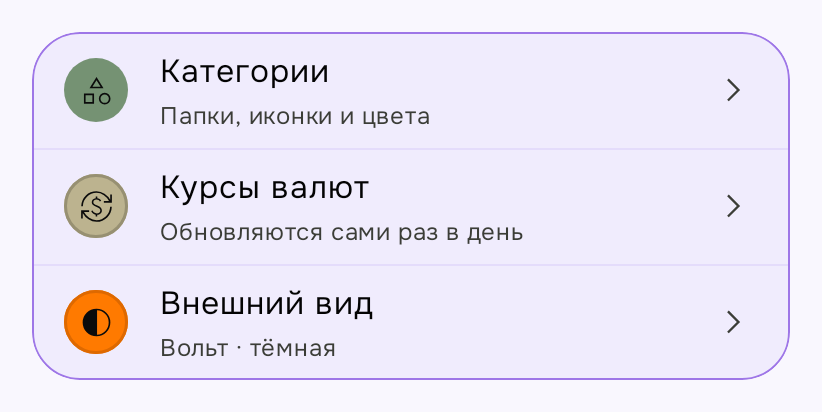 Категории
Папки, иконки и цвета
Курсы валют
Обновляются сами раз в день
Внешний вид
Вольт · тёмная